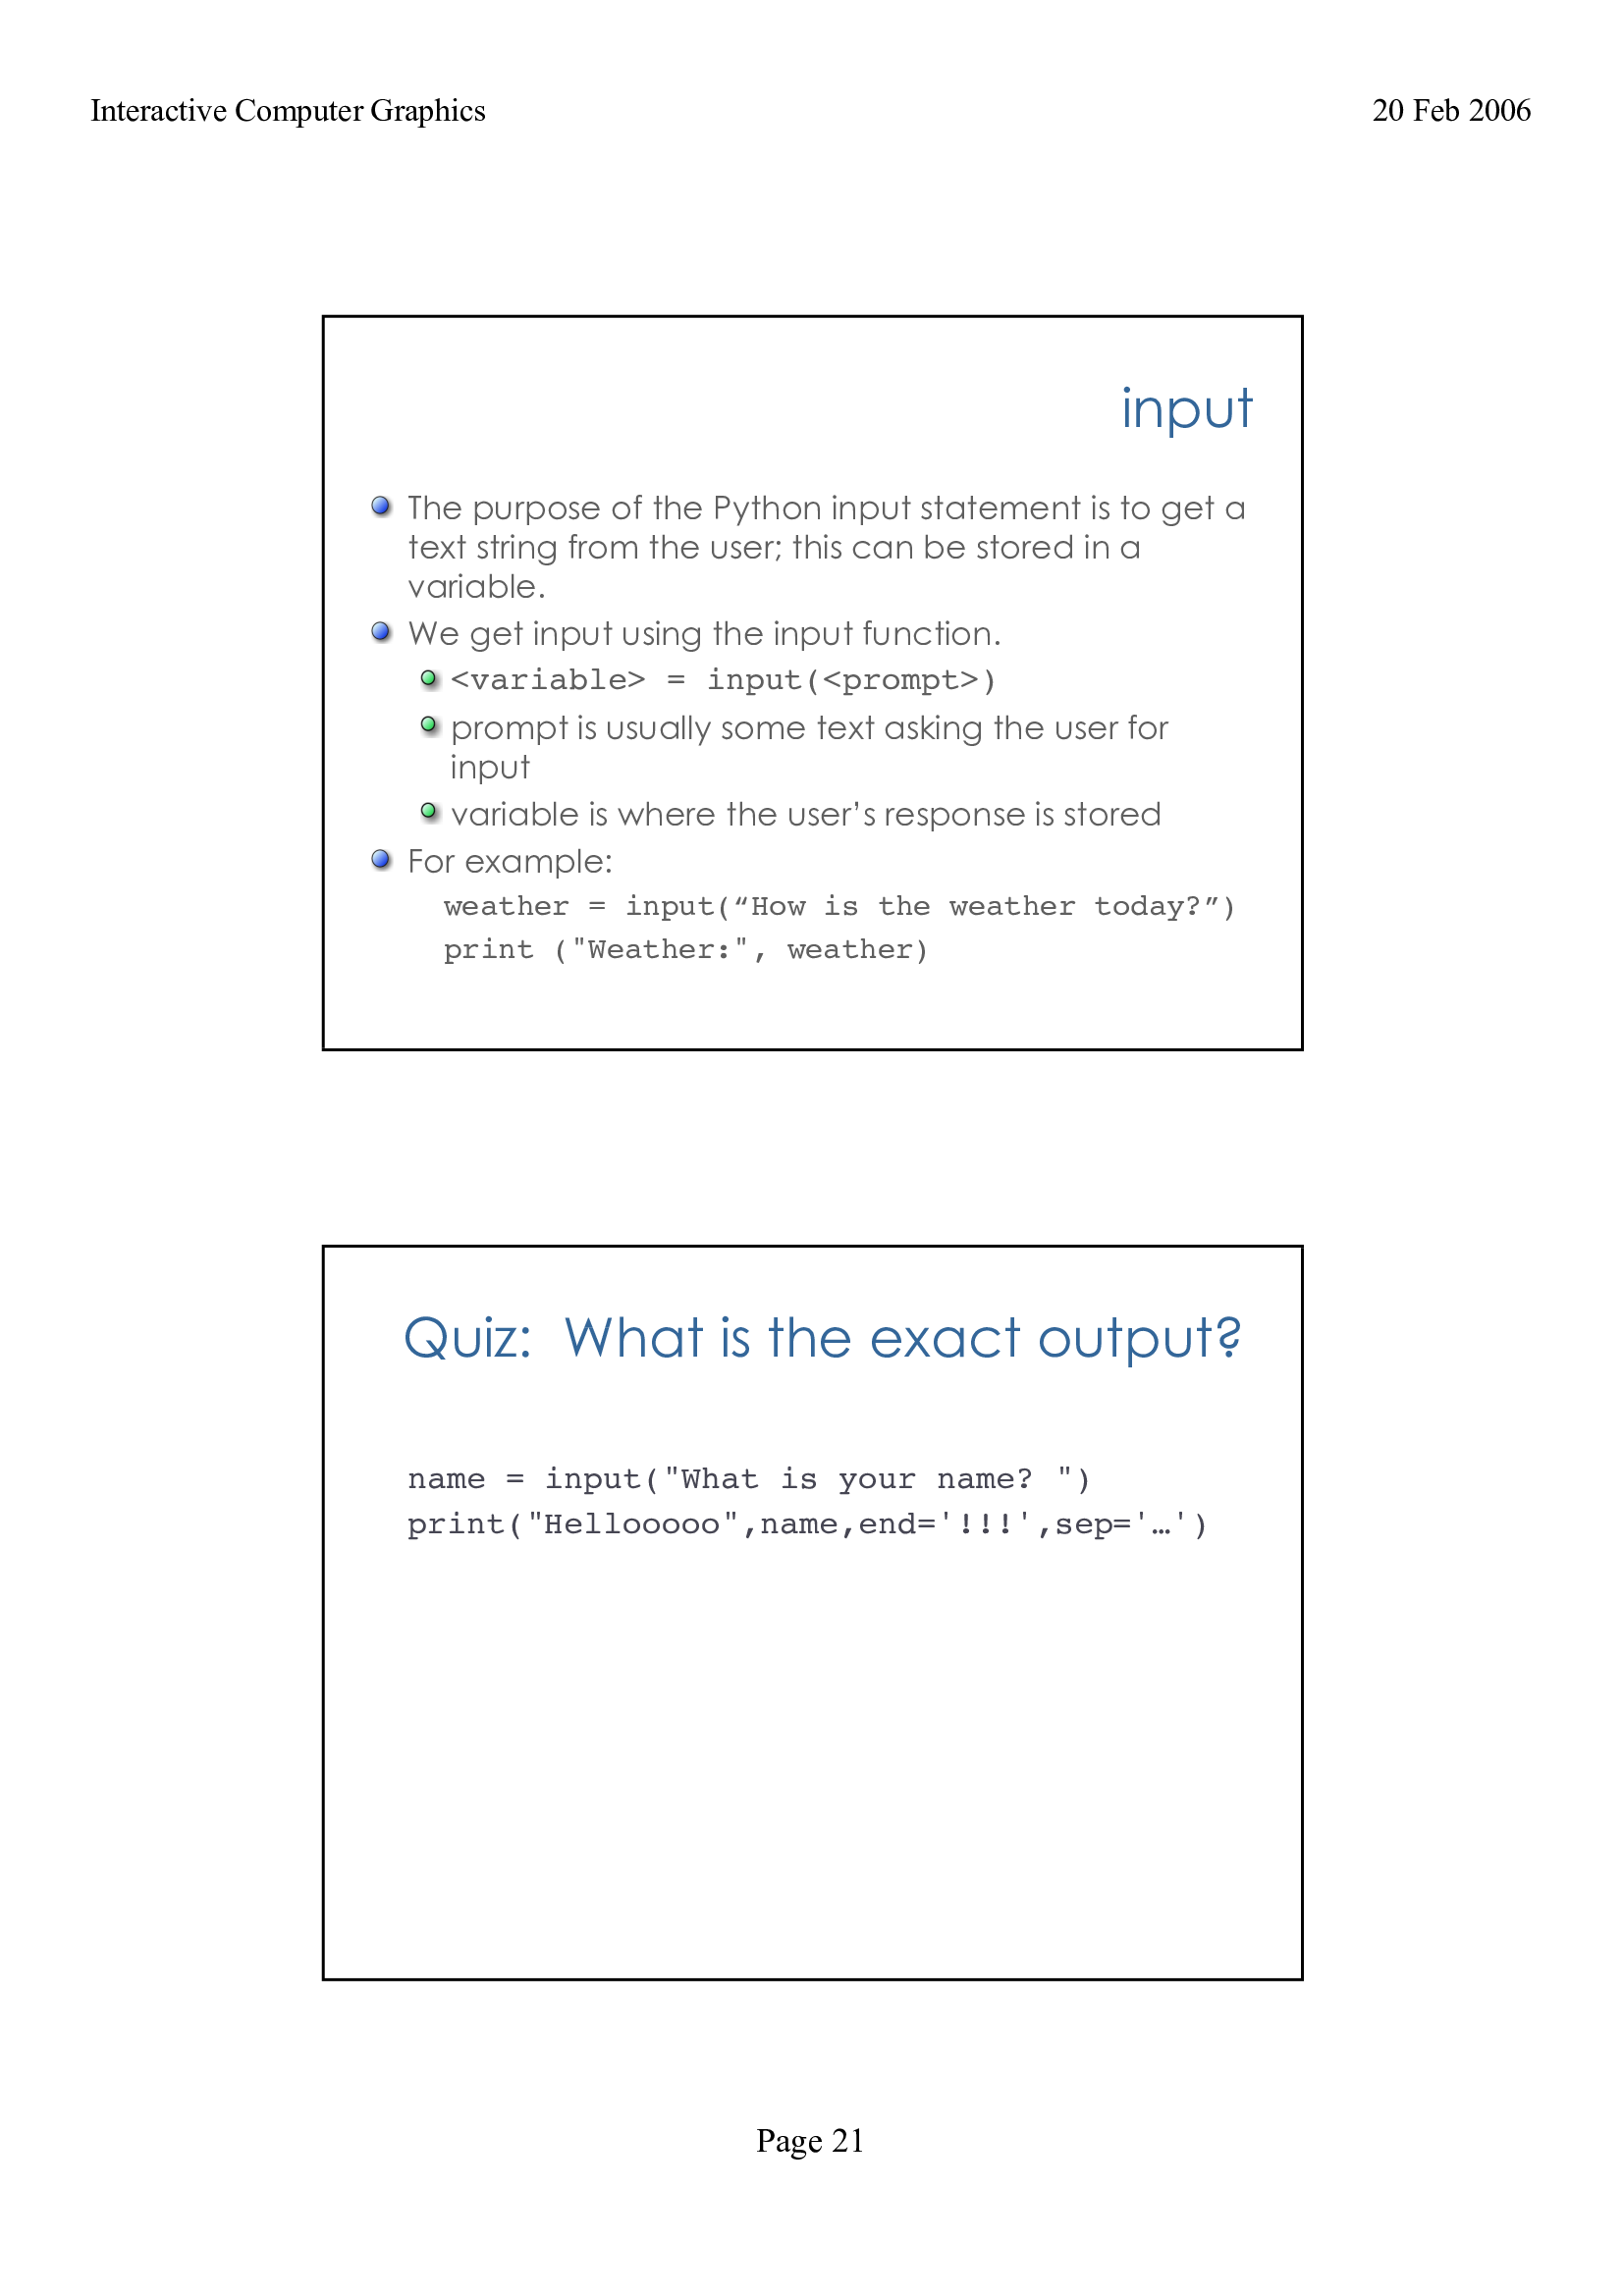 Interactive Computer Graphics 20 Feb 2006
input
The purpose of the Python input statement is to get a
text string from the user; this can be stored in a
variable.
We get input using the input function.
<variable> = input(<prompt>)
prompt is usually some text asking the user for
input
variable is where the user’s response is stored
For example:
weather = input(“How is the weather today?”)
print ("Weather:", weather)
Quiz:  What is the exact output?
name = input("What is your name? ")
print("Hellooooo",name,end='!!!',sep='…')
Page 21